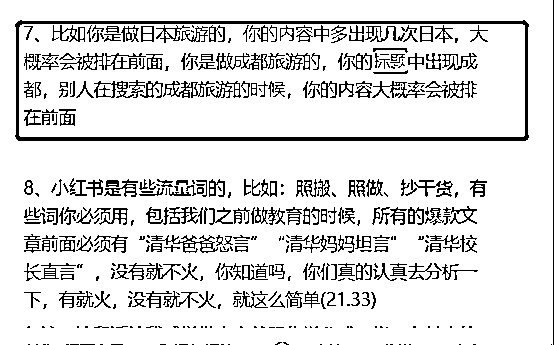 7、比如你是做日本旅游的，你的内容中多出现几次日本，大
概率会被排在前面，你是做成都旅游的，你的标题中出现成
都，别人在搜索的成都旅游的时候，你的内容大概率会被排
在前面
8、小红书是有些流量词的，比如：照搬、照做、抄干货，有
些词你必须用，包括我们之前做教育的时候，所有的爆款文
章前面必须有“清华爸爸怒言”“清华妈妈坦言”“清华校
长直言”，没有就不火，你知道吗，你们真的认真去分析一
下，有就火，没有就不火，就这么简单(21.33)